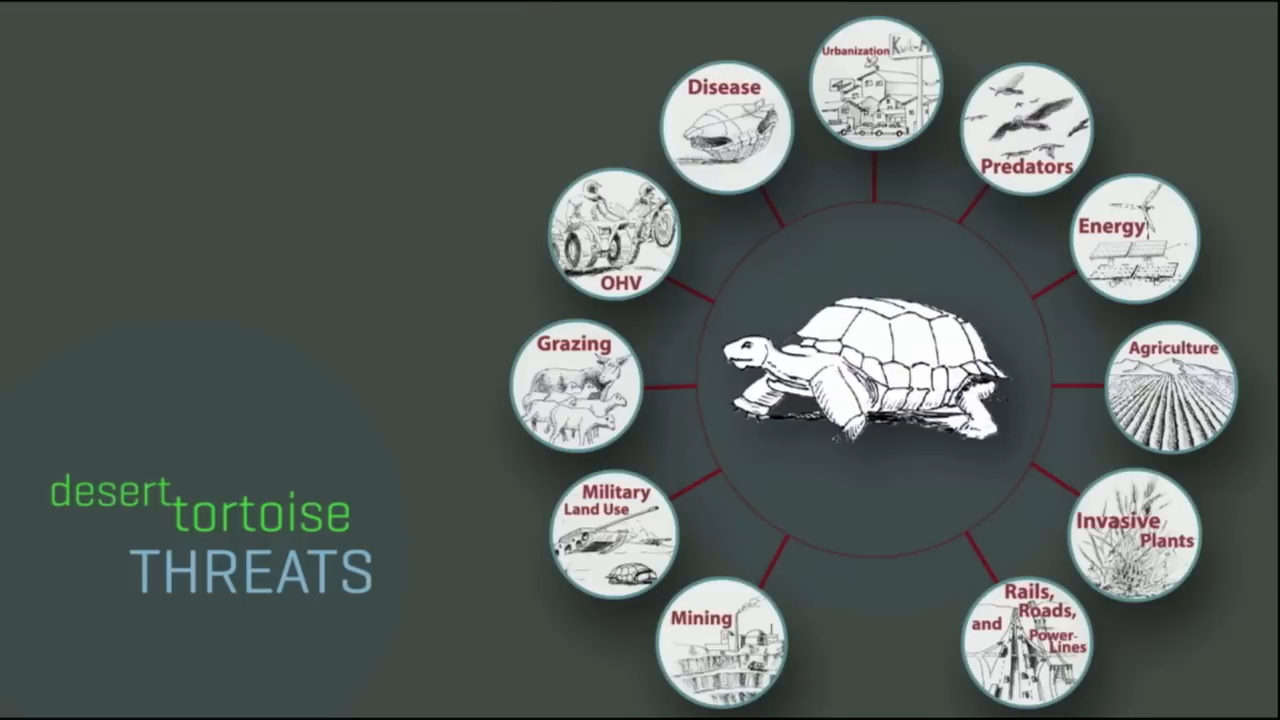 desert
tortoise
THREATS
Urbanization
Disease
Predators
OHV
Energy
Grazing
Agriculture
Military
Land Use
Invasive
Plants
Mining
Rails,
Roads,
and
Power-
Lines